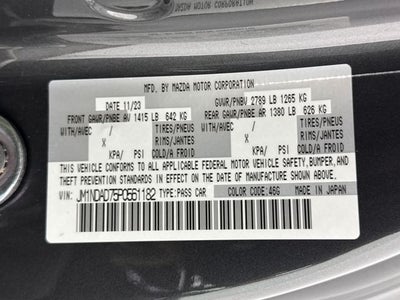 MFD. BY MAZDA MOTOR CORPORATION
DATE 11/23 GVWR/PNBV 2789 LB 1265 KG
FRONT GAWR/PNBE AV 1415 LB 642 KG REAR GAWR/PNBE AR 1380 LB 626 KG
WITH/AVEC / TIRES/PNEUS WITH/AVEC / TIRES/PNEUS
X RIMS/JANTES X RIMS/JANTES
KPA/ PSI COLD/A FROID KPA/ PSI COLD/A FROID
THIS VEHICLE CONFORMS TO ALL APPLICABLE FEDERAL MOTOR VEHICLE SAFETY, BUMPER, AND
THEFT PREVENTION STANDARDS IN EFFECT ON THE DATE OF MANUFACTURE SHOWN ABOVE.
VIN: JM1NDAD75P0561182 TYPE:PASS CAR COLOR CODE:46G MADE IN JAPAN